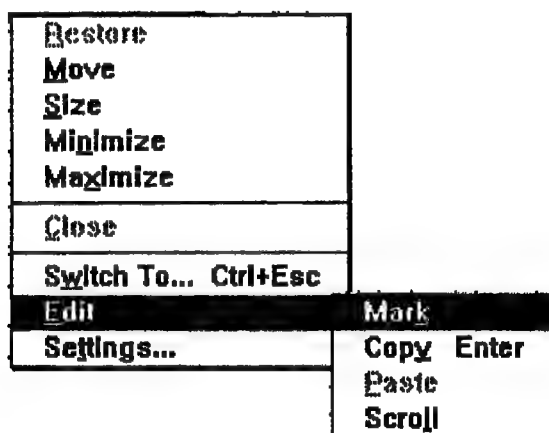 Restore
Move
Size
Minimize
Maximize
Close
Switch To... Ctrl+Esc
Edit
Mark
Settings...
Copy Enter
Paste
Scroll